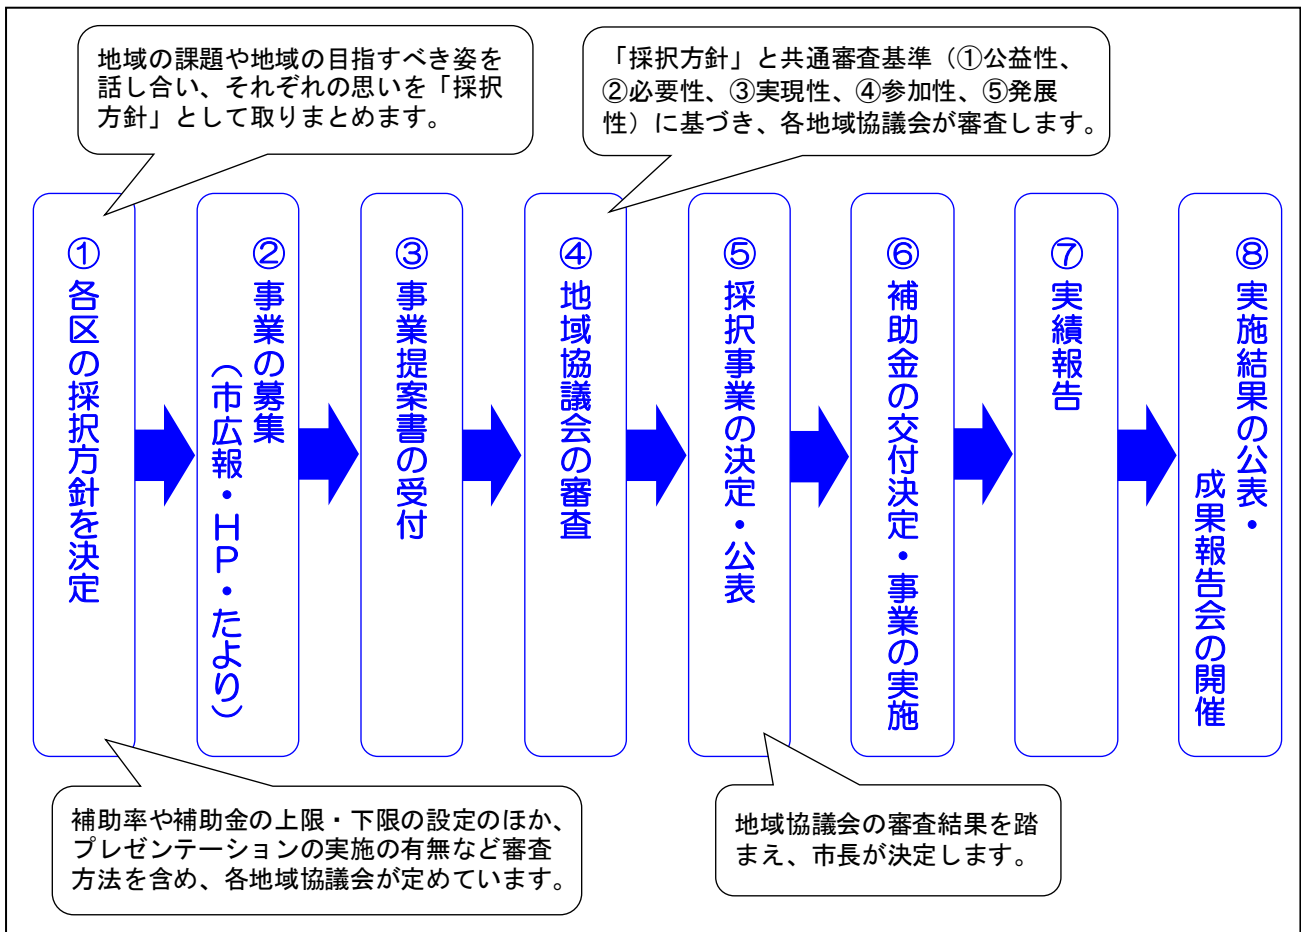 地域の課題や地域の目指すべき姿を
話し合い、それぞれの思いを「採択
方針」として取りまとめます。
「採択方針」と共通審査基準（①公益性、
②必要性、③実現性、④参加性、⑤発展
性）に基づき、各地域協議会が審査します。
①各区の採択方針を決定
②事業の募集
（市広報・ＨＰ・たより）
③事業提案書の受付
④地域協議会の審査
⑤採択事業の決定・公表
⑥補助金の交付決定・事業の実施
⑦実績報告
⑧実施結果の公表・
成果報告会の開催
補助率や補助金の上限・下限の設定のほか、
プレゼンテーションの実施の有無など審査
方法を含め、各地域協議会が定めています。
地域協議会の審査結果を踏
まえ、市長が決定します。